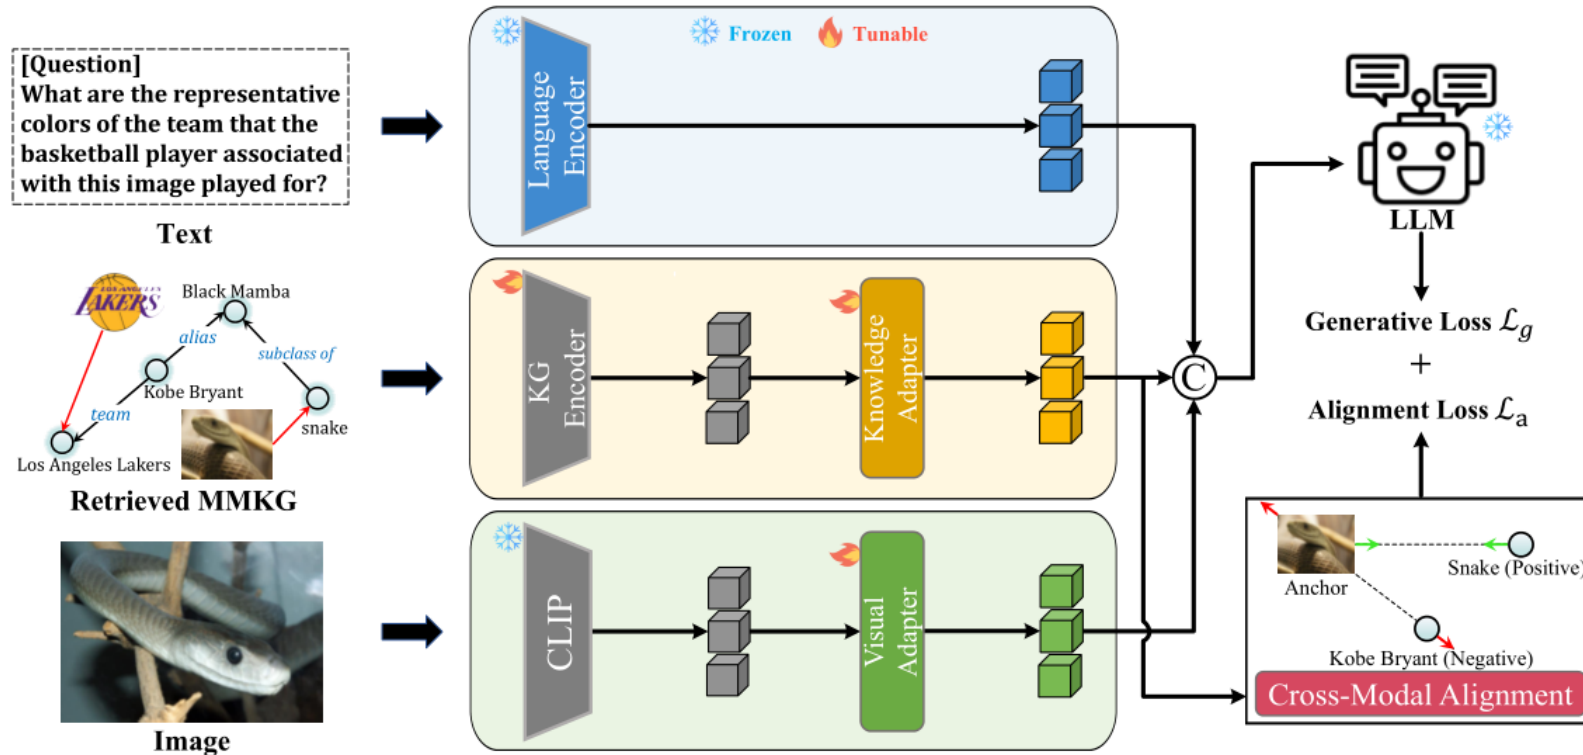 [Question]
What are the representative
colors of the team that the
basketball player associated
with this image played for?
Text
Language
Encoder
Frozen
Tunable
LLM
Generative Loss ℒg
+
Alignment Loss ℒa
LOS ANGELES
LAKERS
Black Mamba
alias
subclass of
Kobe Bryant
team
snake
Los Angeles Lakers
Retrieved MMKG
KG
Encoder
Knowledge
Adapter
C
Image
CLIP
Visual
Adapter
Anchor
Snake (Positive)
Kobe Bryant (Negative)
Cross-Modal Alignment